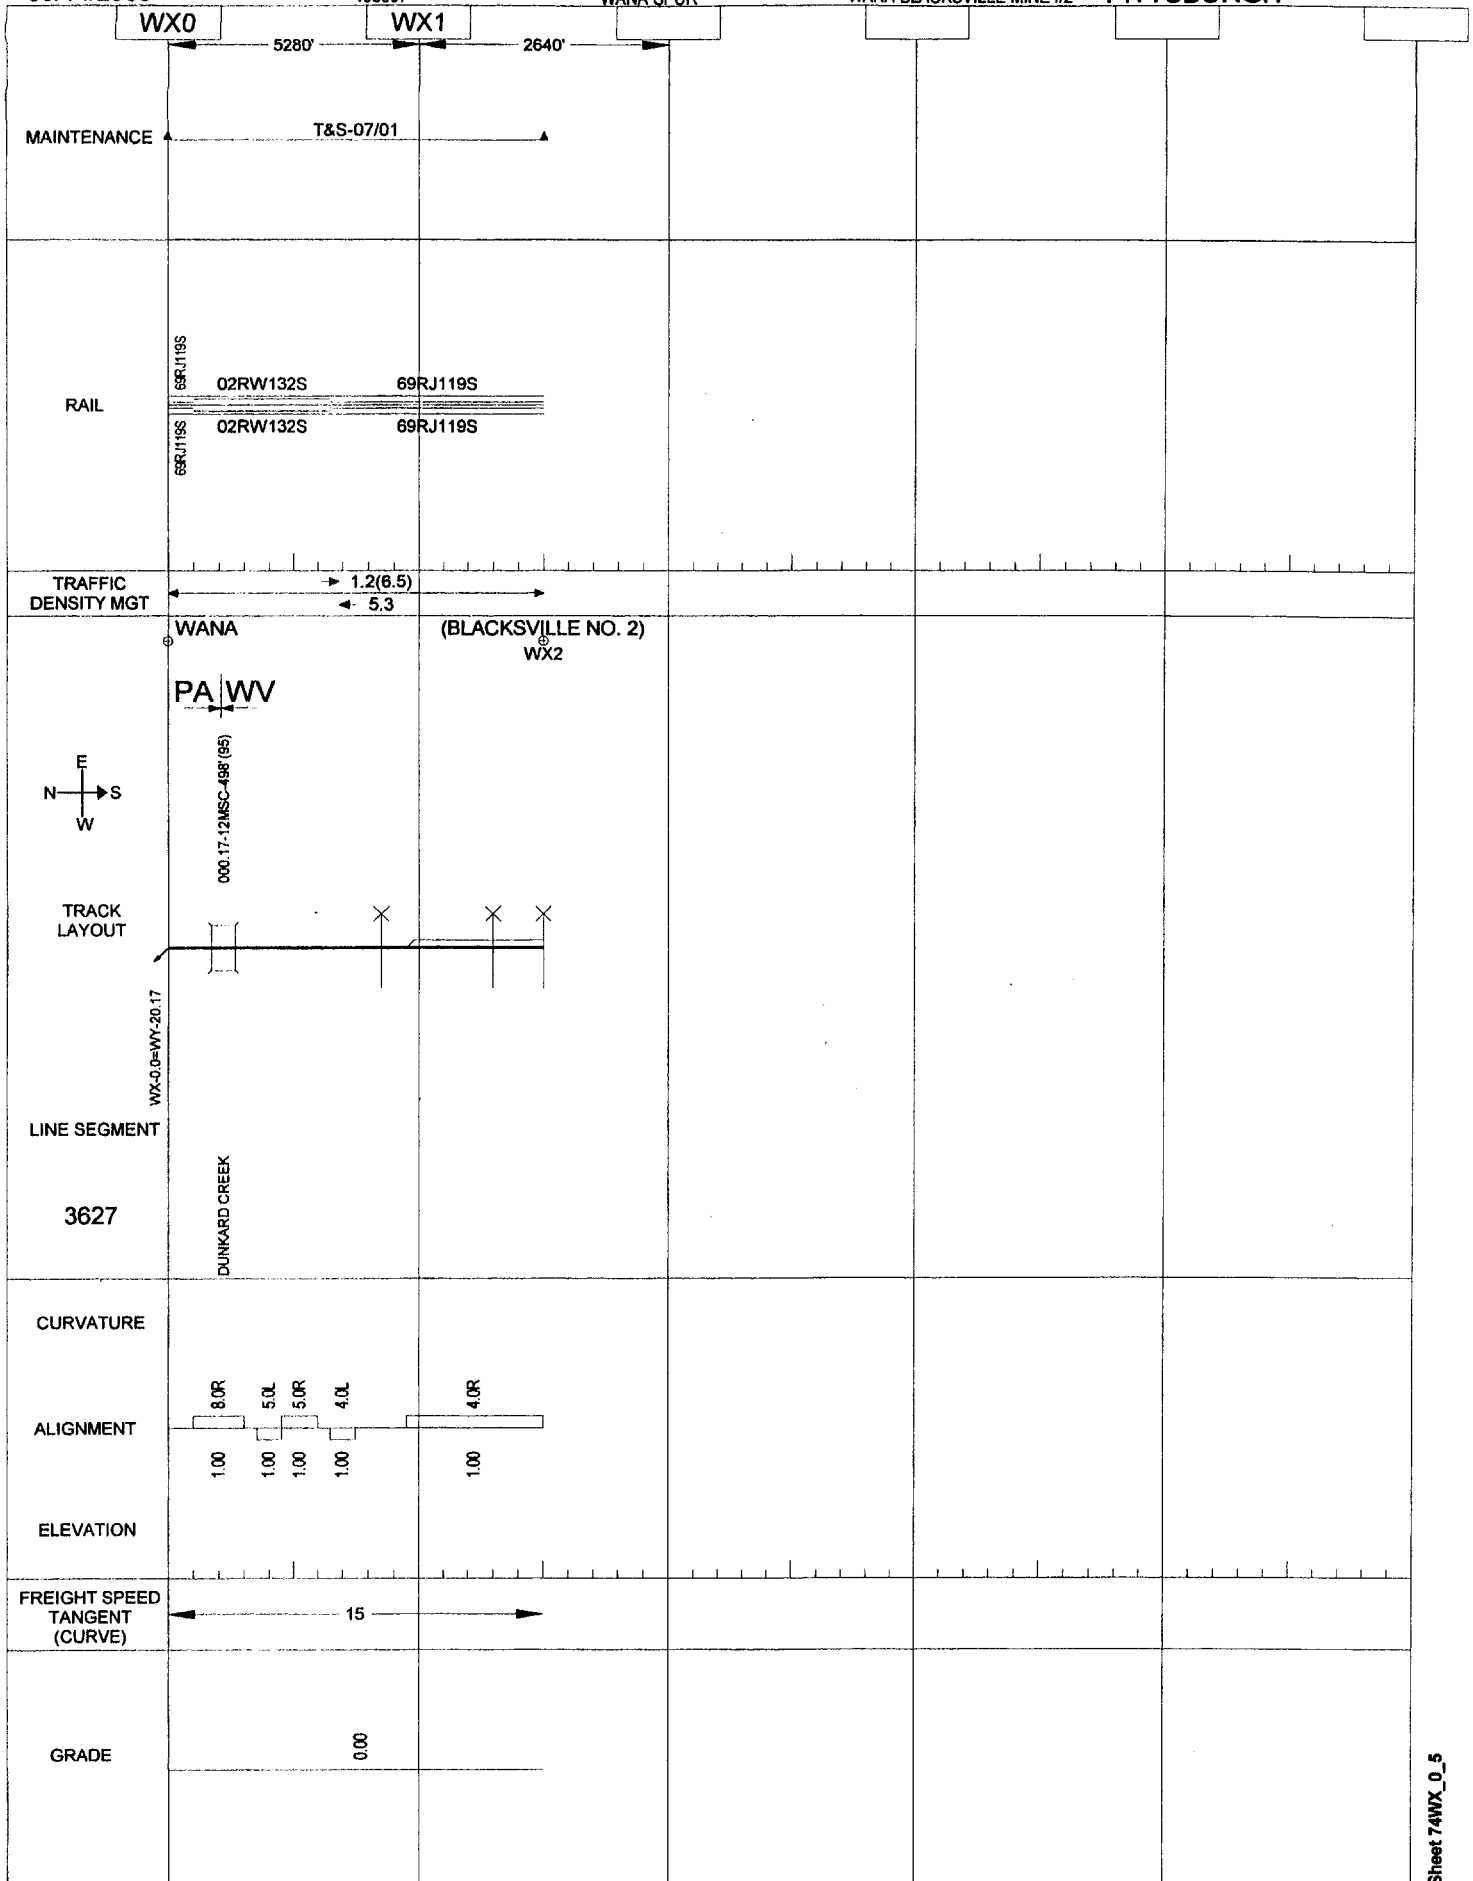 WANA SPUR
PITTSBURGH
WX0 WX1
5280' 2640'
MAINTENANCE T&S-07/01
69RJ119S
02RW132S 69RJ119S
RAIL
02RW132S 69RJ119S
69RJ119S
TRAFFIC
DENSITY MGT
1.2(6.5)
5.3
WANA (BLACKSVILLE NO. 2)
WX2
PA WV
000.17-12MSC-498'(95)
E
N S
W
TRACK
LAYOUT
WX-0.0=WY-20.17
LINE SEGMENT
3627
DUNKARD CREEK
CURVATURE
8.0R 5.0L 5.0R 4.0L 4.0R
ALIGNMENT
1.00 1.00 1.00 1.00 1.00
ELEVATION
FREIGHT SPEED
TANGENT
(CURVE)
15
GRADE 0.00
Sheet 74WX_0_5